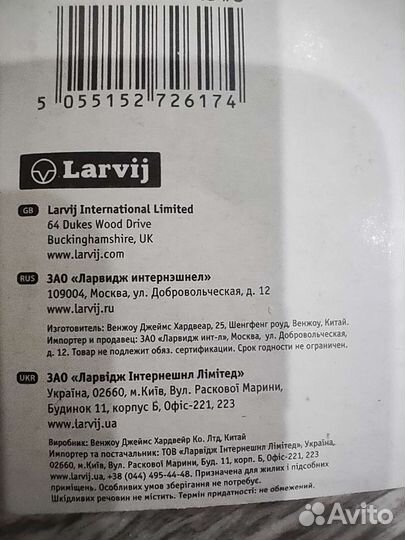 5 055152 726174
Larvij
GB Larvij International Limited
64 Dukes Wood Drive
Buckinghamshire, UK
www.larvij.com
RUS ЗАО «Ларвидж интернэшнел»
109004, Москва, ул. Добровольческая, д. 12
www.larvij.ru
Изготовитель: Венжоу Джеймс Хардвеар, 25, Шенгфенг роуд, Венжоу, Китай.
Импортер и продавец: ЗАО «Ларвидж инт-л», Москва, ул. Добровольческая,
д. 12. Товар не подлежит обяз. сертификации. Срок годности не ограничен.
UKR ЗАО «Ларвідж Інтернешнл Лімітед»
Україна, 02660, м.Київ, Вул. Раскової Марини,
Будинок 11, корпус Б, Офіс-221, 223
www.larvij.ua
Виробник: Венжоу Джеймс Хардвейр Ко. Лтд, Китай
Импортер та постачальник: ТОВ «Ларвідж Інтернешнл Лімітед», Україна,
02660, м.Київ, Вул. Раскової Марини, Буд. 11, корп. Б, Офіс-221, 223,
www.larvij.ua, +38 (044) 495-44-48. Призначена для жилих і підсобних
приміщень. Особливих умов зберігання не потребує.
Шкідливих речовин не містить. Термін придатності: не обмежений.
Avito